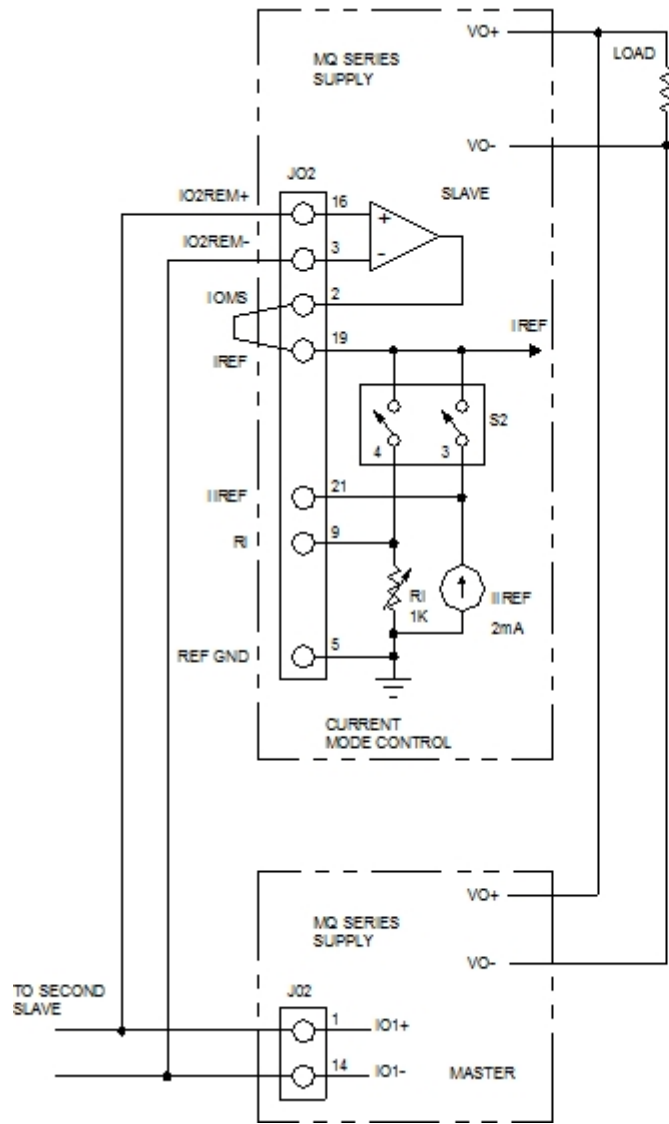 VO+
LOAD
MQ SERIES
SUPPLY
VO-
JO2
SLAVE
IO2REM+
16
+
IO2REM-
3
-
IOMS
2
IREF
19
IREF
S2
4
3
IIREF
21
RI
9
RI
1K
IIREF
2mA
REF GND
5
CURRENT
MODE CONTROL
VO+
MQ SERIES
SUPPLY
VO-
TO SECOND
SLAVE
J02
1
IO1+
14
IO1-
MASTER